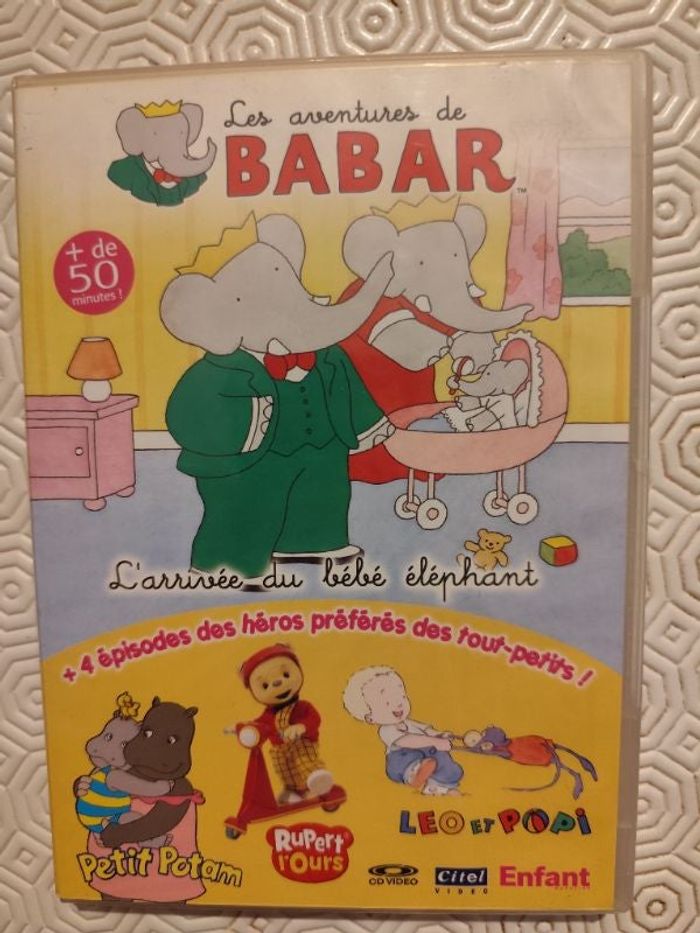 Les aventures de
BABAR™
+ de
50
minutes !
L'arrivée du bébé éléphant
+ 4 épisodes des héros préférés des tout-petits !
Petit Potam
RUPERT
l'OURS
LEO ET POPI
CD VIDEO
Citel
VIDEO
Enfant